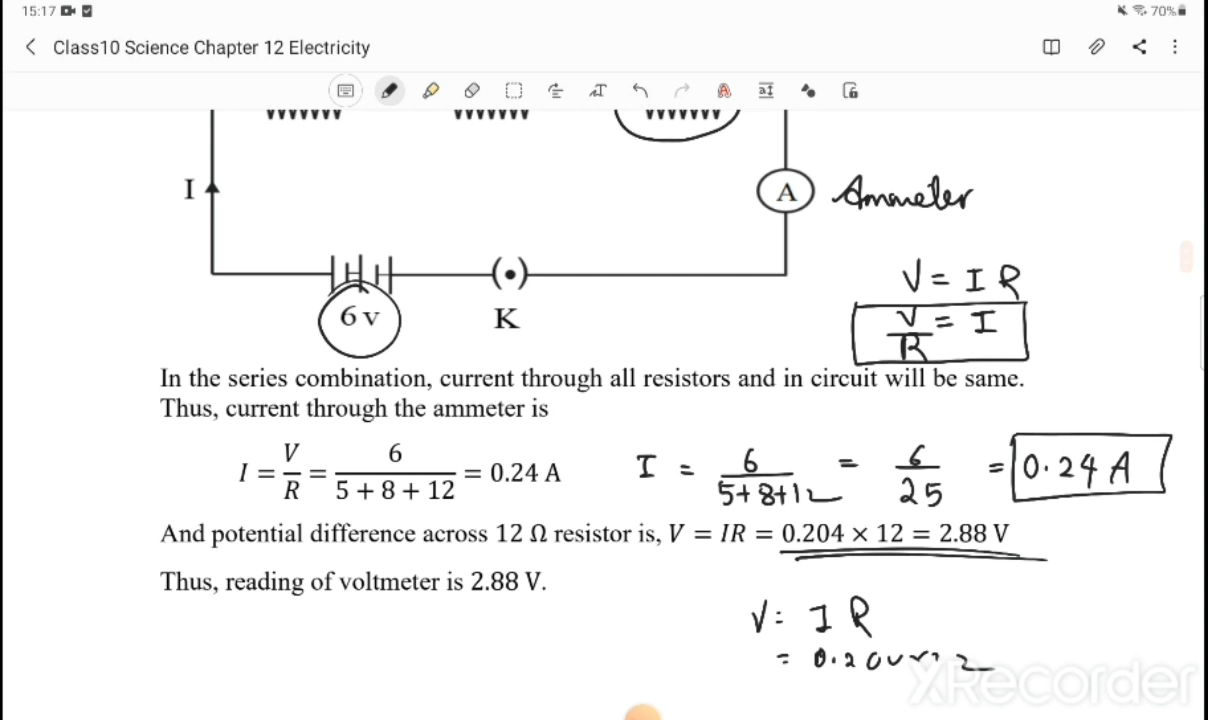 15:17 70%
Class10 Science Chapter 12 Electricity
I
A Ammeter
6 v
K
V = I R
V/R = I
In the series combination, current through all resistors and in circuit will be same.
Thus, current through the ammeter is
I = V/R = 6/(5 + 8 + 12) = 0.24 A
I = 6/(5+8+12) = 6/25 = 0.24 A
And potential difference across 12 Ω resistor is, V = IR = 0.204 × 12 = 2.88 V
Thus, reading of voltmeter is 2.88 V.
V = I R
XRecorder